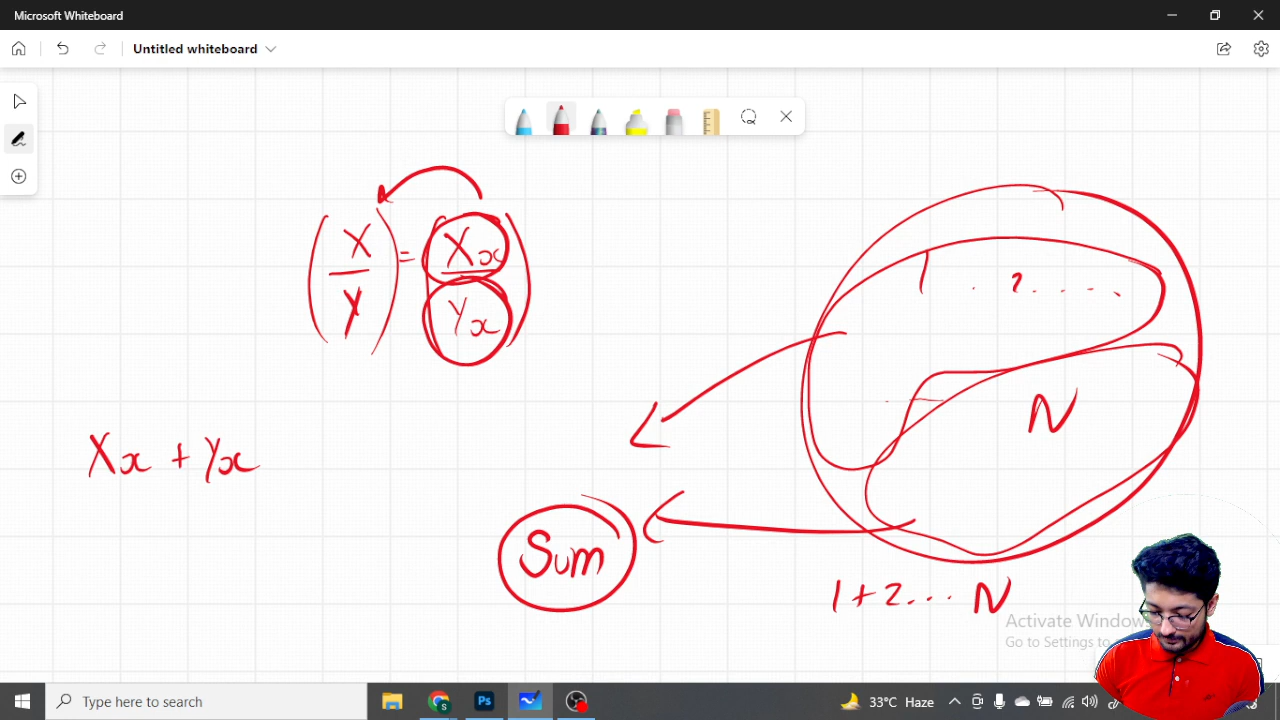 Microsoft Whiteboard
Untitled whiteboard
(X/Y) = (Xx/Yx)
1 . 2 . . . . .
N
Xx + Yx
Sum
1 + 2 ... N
Activate Windows
Go to Settings to
Type here to search
33°C Haze